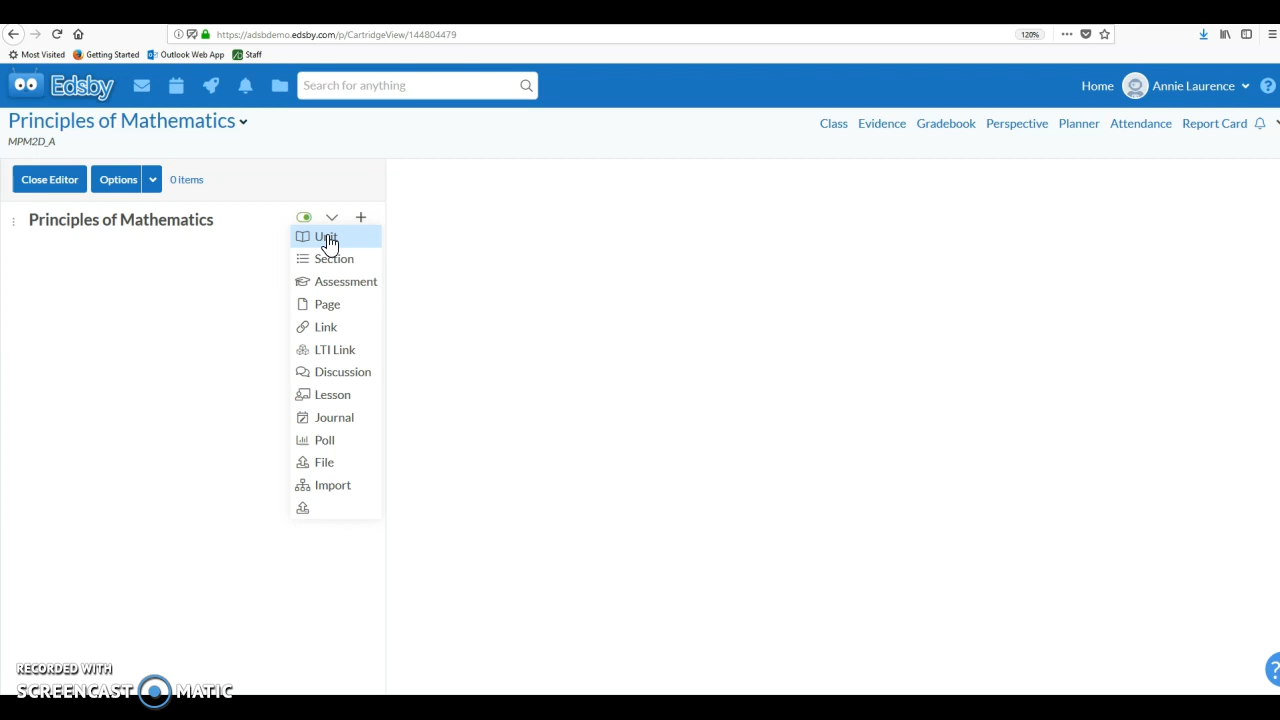 https://adsbdemo.edsby.com/p/CartridgeView/144804479
120%
Most Visited Getting Started Outlook Web App Staff
Edsby Search for anything Home Annie Laurence ?
Principles of Mathematics
MPM2D_A
Class Evidence Gradebook Perspective Planner Attendance Report Card
Close Editor Options 0 items
Principles of Mathematics
Unit
Section
Assessment
Page
Link
LTI Link
Discussion
Lesson
Journal
Poll
File
Import
?
RECORDED WITH
SCREENCAST MATIC